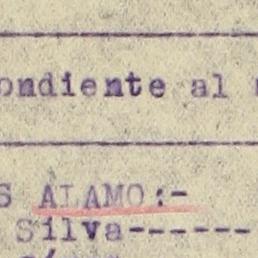 ondiente al
S ALAMO:-
Silva------